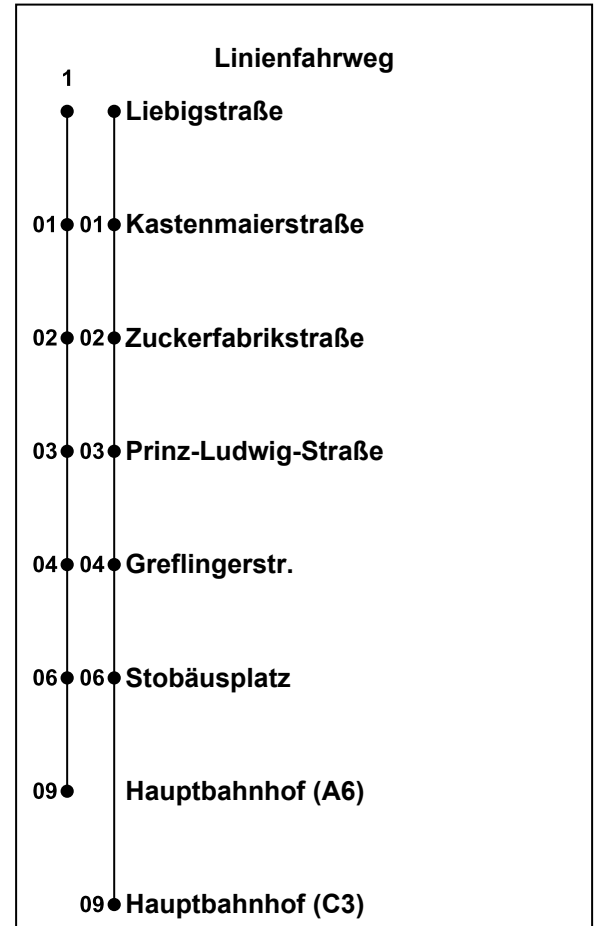 Linienfahrweg
1
Liebigstraße
01 01 Kastenmaierstraße
02 02 Zuckerfabrikstraße
03 03 Prinz-Ludwig-Straße
04 04 Greflingerstr.
06 06 Stobäusplatz
09 Hauptbahnhof (A6)
09 Hauptbahnhof (C3)